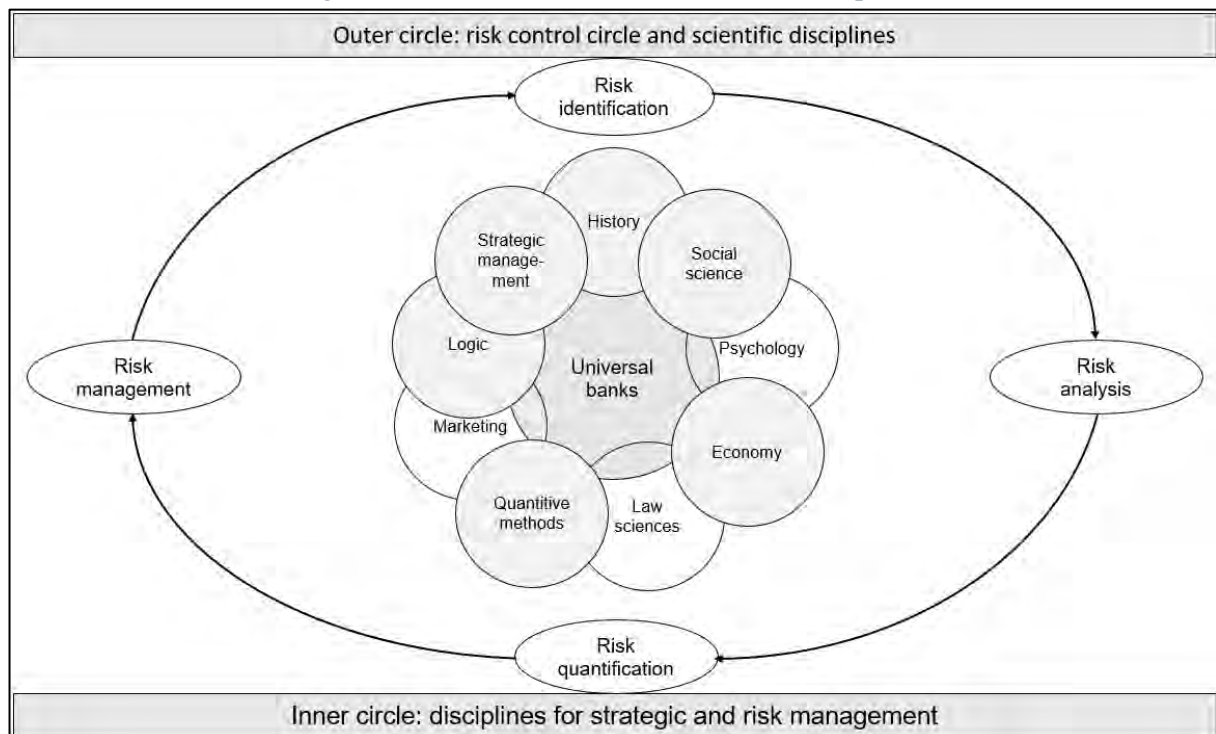 Outer circle: risk control circle and scientific disciplines
Risk
identification
History
Strategic
manage-
ment
Social
science
Logic
Psychology
Universal
banks
Risk
management
Risk
analysis
Marketing
Economy
Quantitive
methods
Law
sciences
Risk
quantification
Inner circle: disciplines for strategic and risk management